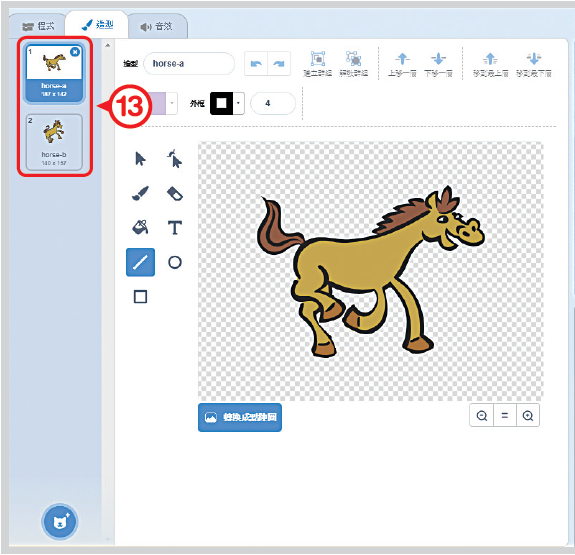 程式 造型 音效
1
horse-a
2
horse-b
13
造型 horse-a
建立群組 解散群組 上移一層 下移一層 移到最上層 移到最下層
外框 4
T
轉換成點陣圖